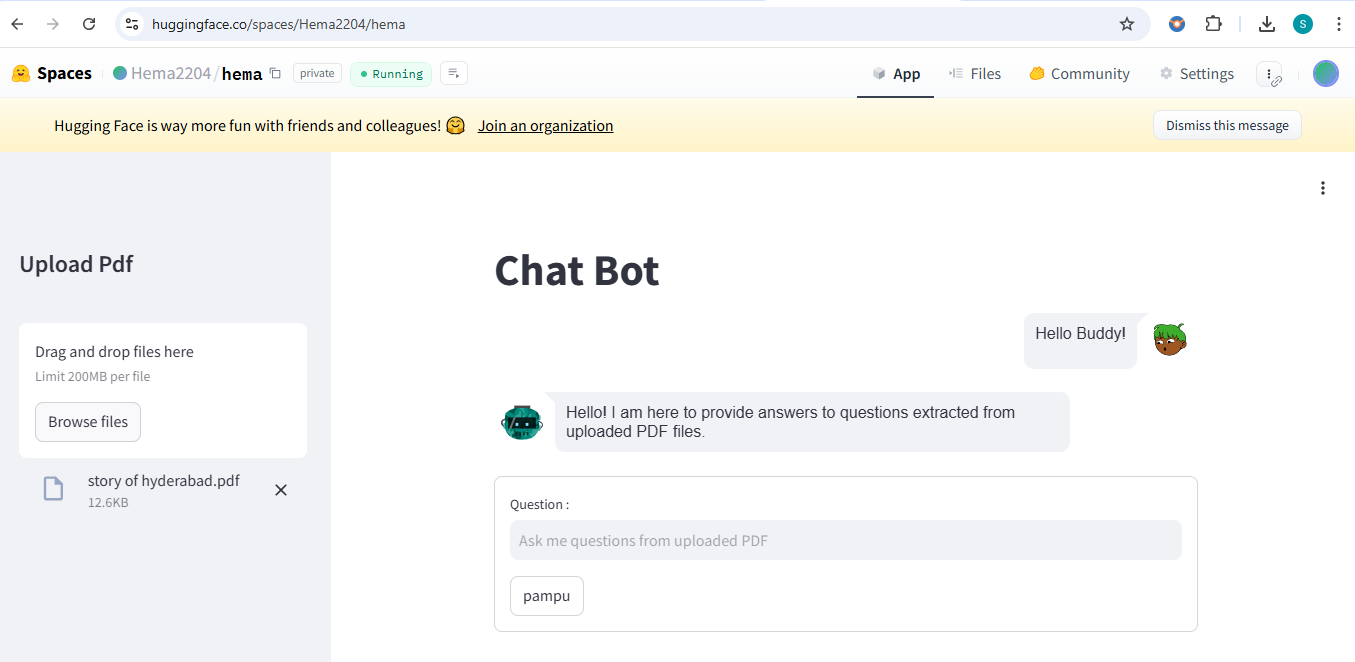 huggingface.co/spaces/Hema2204/hema
S
Spaces Hema2204/hema private Running App Files Community Settings
Hugging Face is way more fun with friends and colleagues! Join an organization Dismiss this message
Upload Pdf
Drag and drop files here
Limit 200MB per file
Browse files
story of hyderabad.pdf
12.6KB
Chat Bot
Hello Buddy!
Hello! I am here to provide answers to questions extracted from
uploaded PDF files.
Question :
Ask me questions from uploaded PDF
pampu